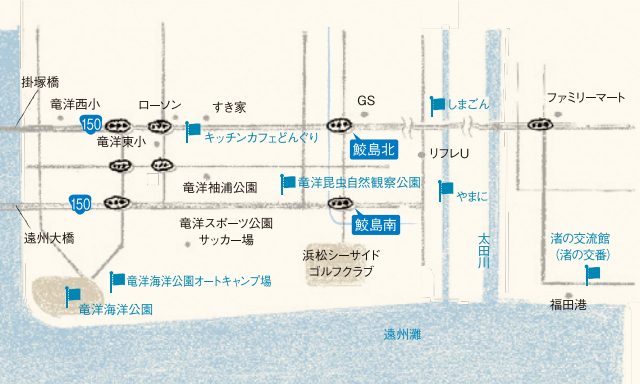 掛塚橋
竜洋西小
ローソン
すき家
GS
しまごん
ファミリーマート
150
キッチンカフェどんぐり
竜洋東小
鮫島北
リフレU
竜洋袖浦公園
竜洋昆虫自然観察公園
やまに
150
遠州大橋
竜洋スポーツ公園
サッカー場
鮫島南
太田川
渚の交流館
(渚の交番)
浜松シーサイド
ゴルフクラブ
竜洋海洋公園オートキャンプ場
竜洋海洋公園
福田港
遠州灘